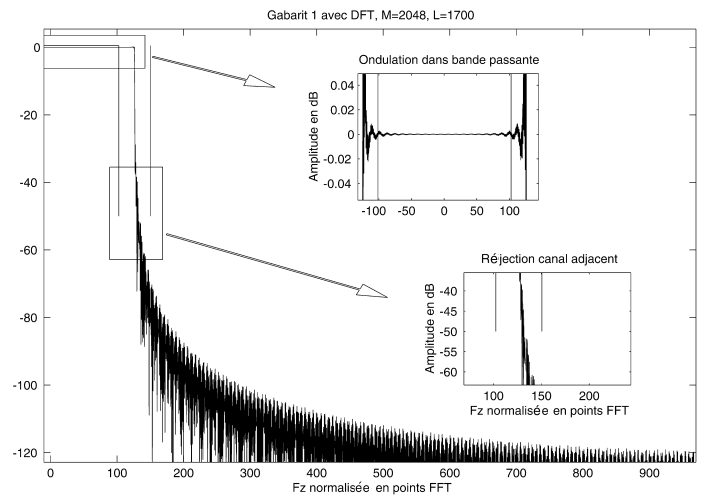 Gabarit 1 avec DFT, M=2048, L=1700
0
-20
-40
-60
-80
-100
-120
0 100 200 300 400 500 600 700 800 900
Fz normalisée en points FFT
Ondulation dans bande passante
Amplitude en dB
0.04
0.02
0
-0.02
-0.04
-100 -50 0 50 100
Réjection canal adjacent
Amplitude en dB
-40
-45
-50
-55
-60
100 150 200
Fz normalisée en points FFT